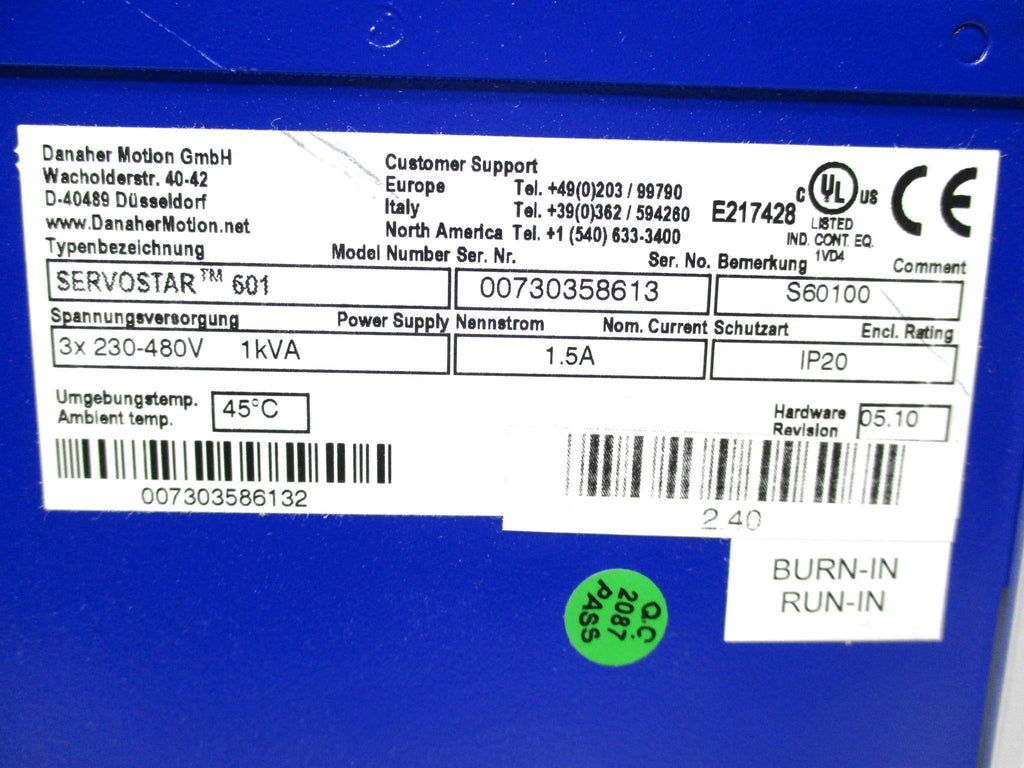 Danaher Motion GmbH
Wacholderstr. 40-42
D-40489 Düsseldorf
www.DanaherMotion.net
Customer Support
Europe Tel. +49(0)203 / 99790
Italy Tel. +39(0)362 / 594260
North America Tel. +1 (540) 633-3400
E217428
C UL US
LISTED
IND. CONT. EQ.
1VD4
CE
Typenbezeichnung Model Number Ser. Nr. Ser. No. Bemerkung Comment
SERVOSTAR™ 601 00730358613 S60100
Spannungsversorgung Power Supply Nennstrom Nom. Current Schutzart Encl. Rating
3x 230-480V 1kVA 1.5A IP20
Umgebungstemp.
Ambient temp.
45°C
Hardware
Revision
05.10
007303586132
2.40
BURN-IN
RUN-IN
Q.C
2087
PASS